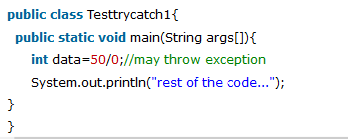 public class Testtrycatch1{
public static void main(String args[]){
int data=50/0;//may throw exception
System.out.println("rest of the code...");
}
}